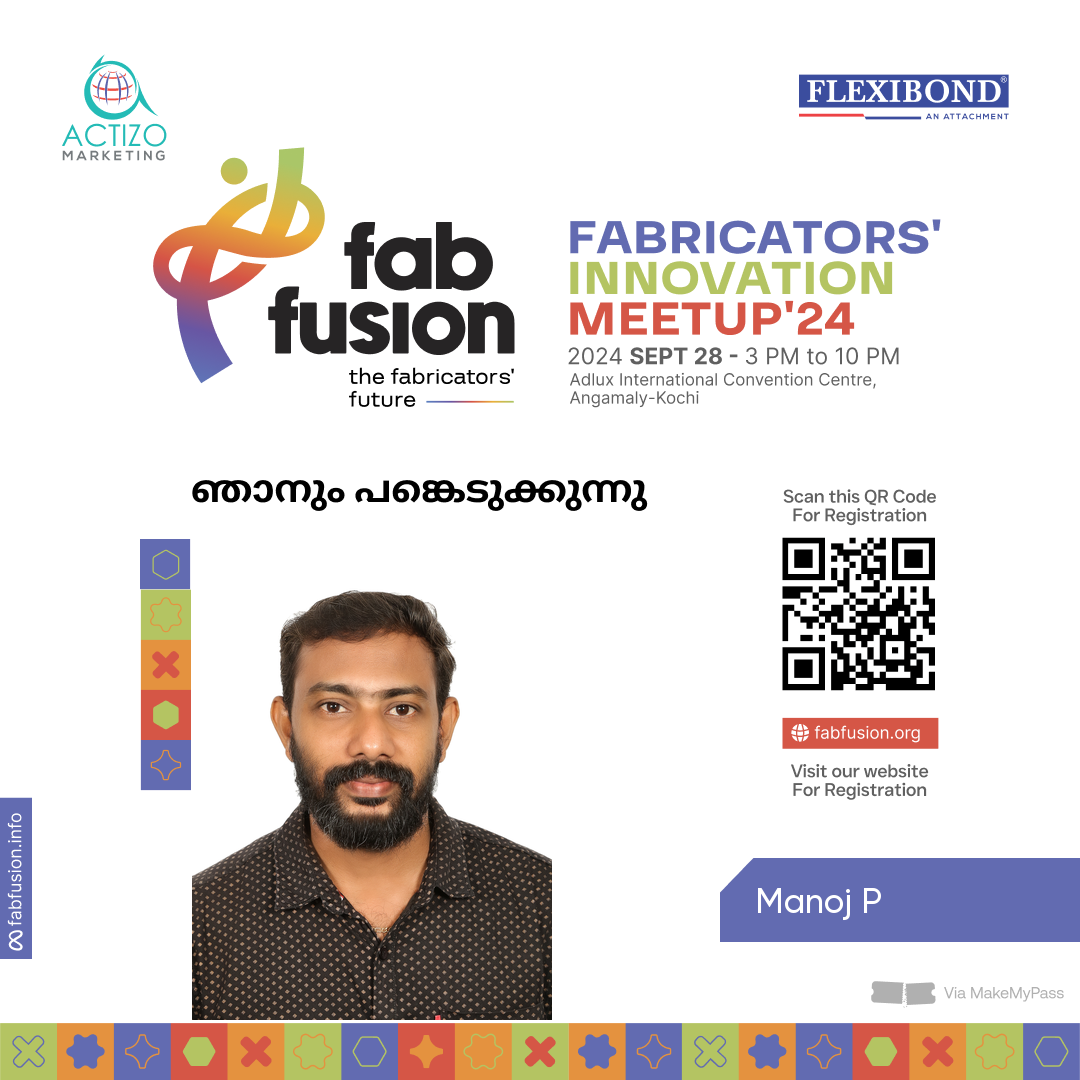 ACTIZO
MARKETING
FLEXIBOND®
AN ATTACHMENT
fab
fusion
the fabricators'
future
FABRICATORS'
INNOVATION
MEETUP'24
2024 SEPT 28 - 3 PM to 10 PM
Adlux International Convention Centre,
Angamaly-Kochi
ഞാനും പങ്കെടുക്കുന്നു
Scan this QR Code
For Registration
fabfusion.org
Visit our website
For Registration
fabfusion.info
Manoj P
Via MakeMyPass